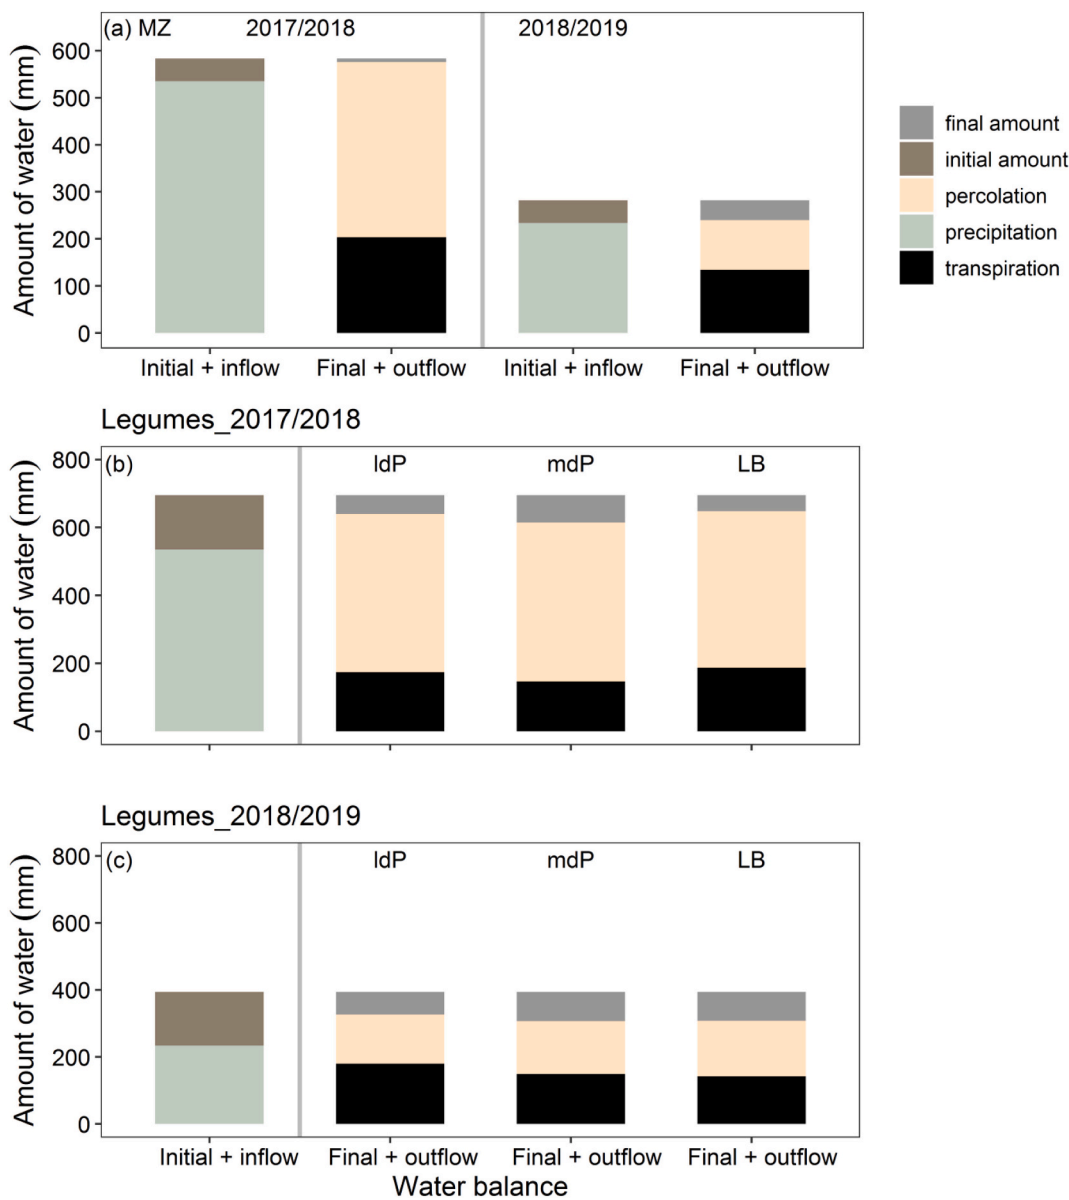 (a) MZ 2017/2018 2018/2019
Amount of water (mm)
600
500
400
300
200
100
0
Initial + inflow Final + outflow Initial + inflow Final + outflow
final amount
initial amount
percolation
precipitation
transpiration
Legumes_2017/2018
(b) ldP mdP LB
Amount of water (mm)
800
600
400
200
0
Legumes_2018/2019
(c) ldP mdP LB
Amount of water (mm)
800
600
400
200
0
Initial + inflow Final + outflow Final + outflow Final + outflow
Water balance